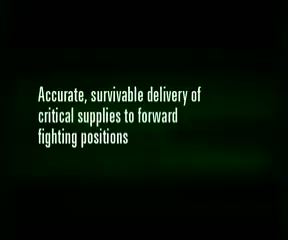 Accurate, survivable delivery of
critical supplies to forward
fighting positions